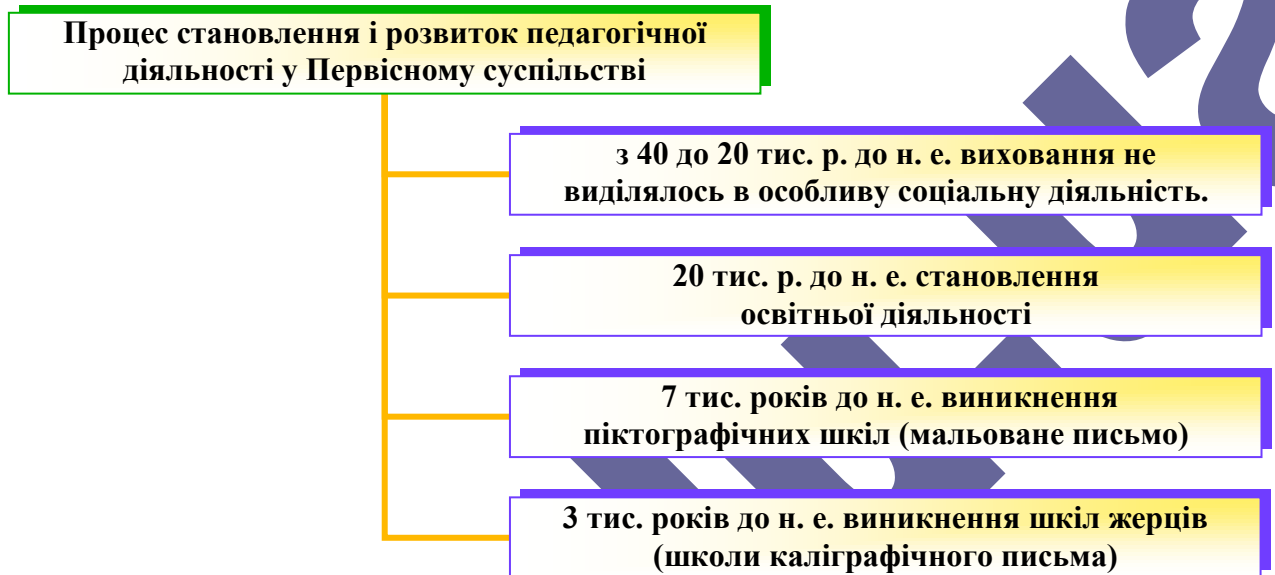 Процес становлення і розвиток педагогічної
діяльності у Первісному суспільстві
з 40 до 20 тис. р. до н. е. виховання не
виділялось в особливу соціальну діяльність.
20 тис. р. до н. е. становлення
освітньої діяльності
7 тис. років до н. е. виникнення
піктографічних шкіл (мальоване письмо)
3 тис. років до н. е. виникнення шкіл жерців
(школи каліграфічного письма)